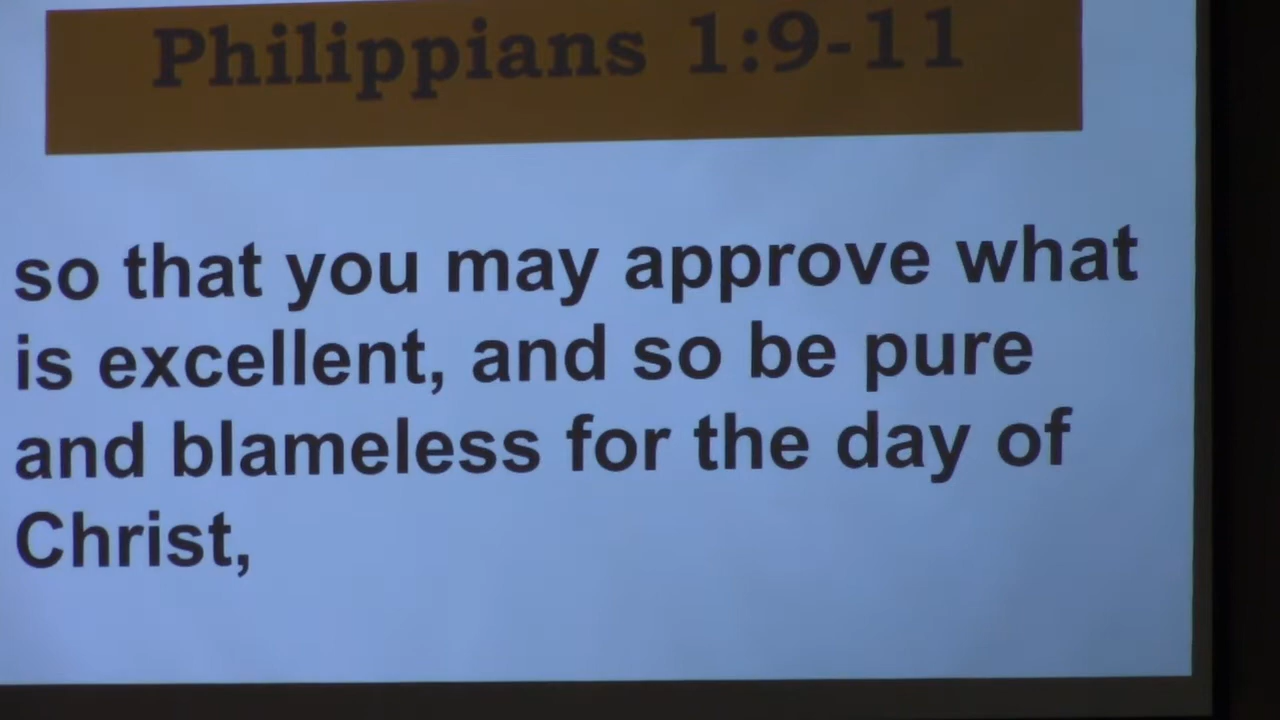 Philippians 1:9-11
so that you may approve what
is excellent, and so be pure
and blameless for the day of
Christ,